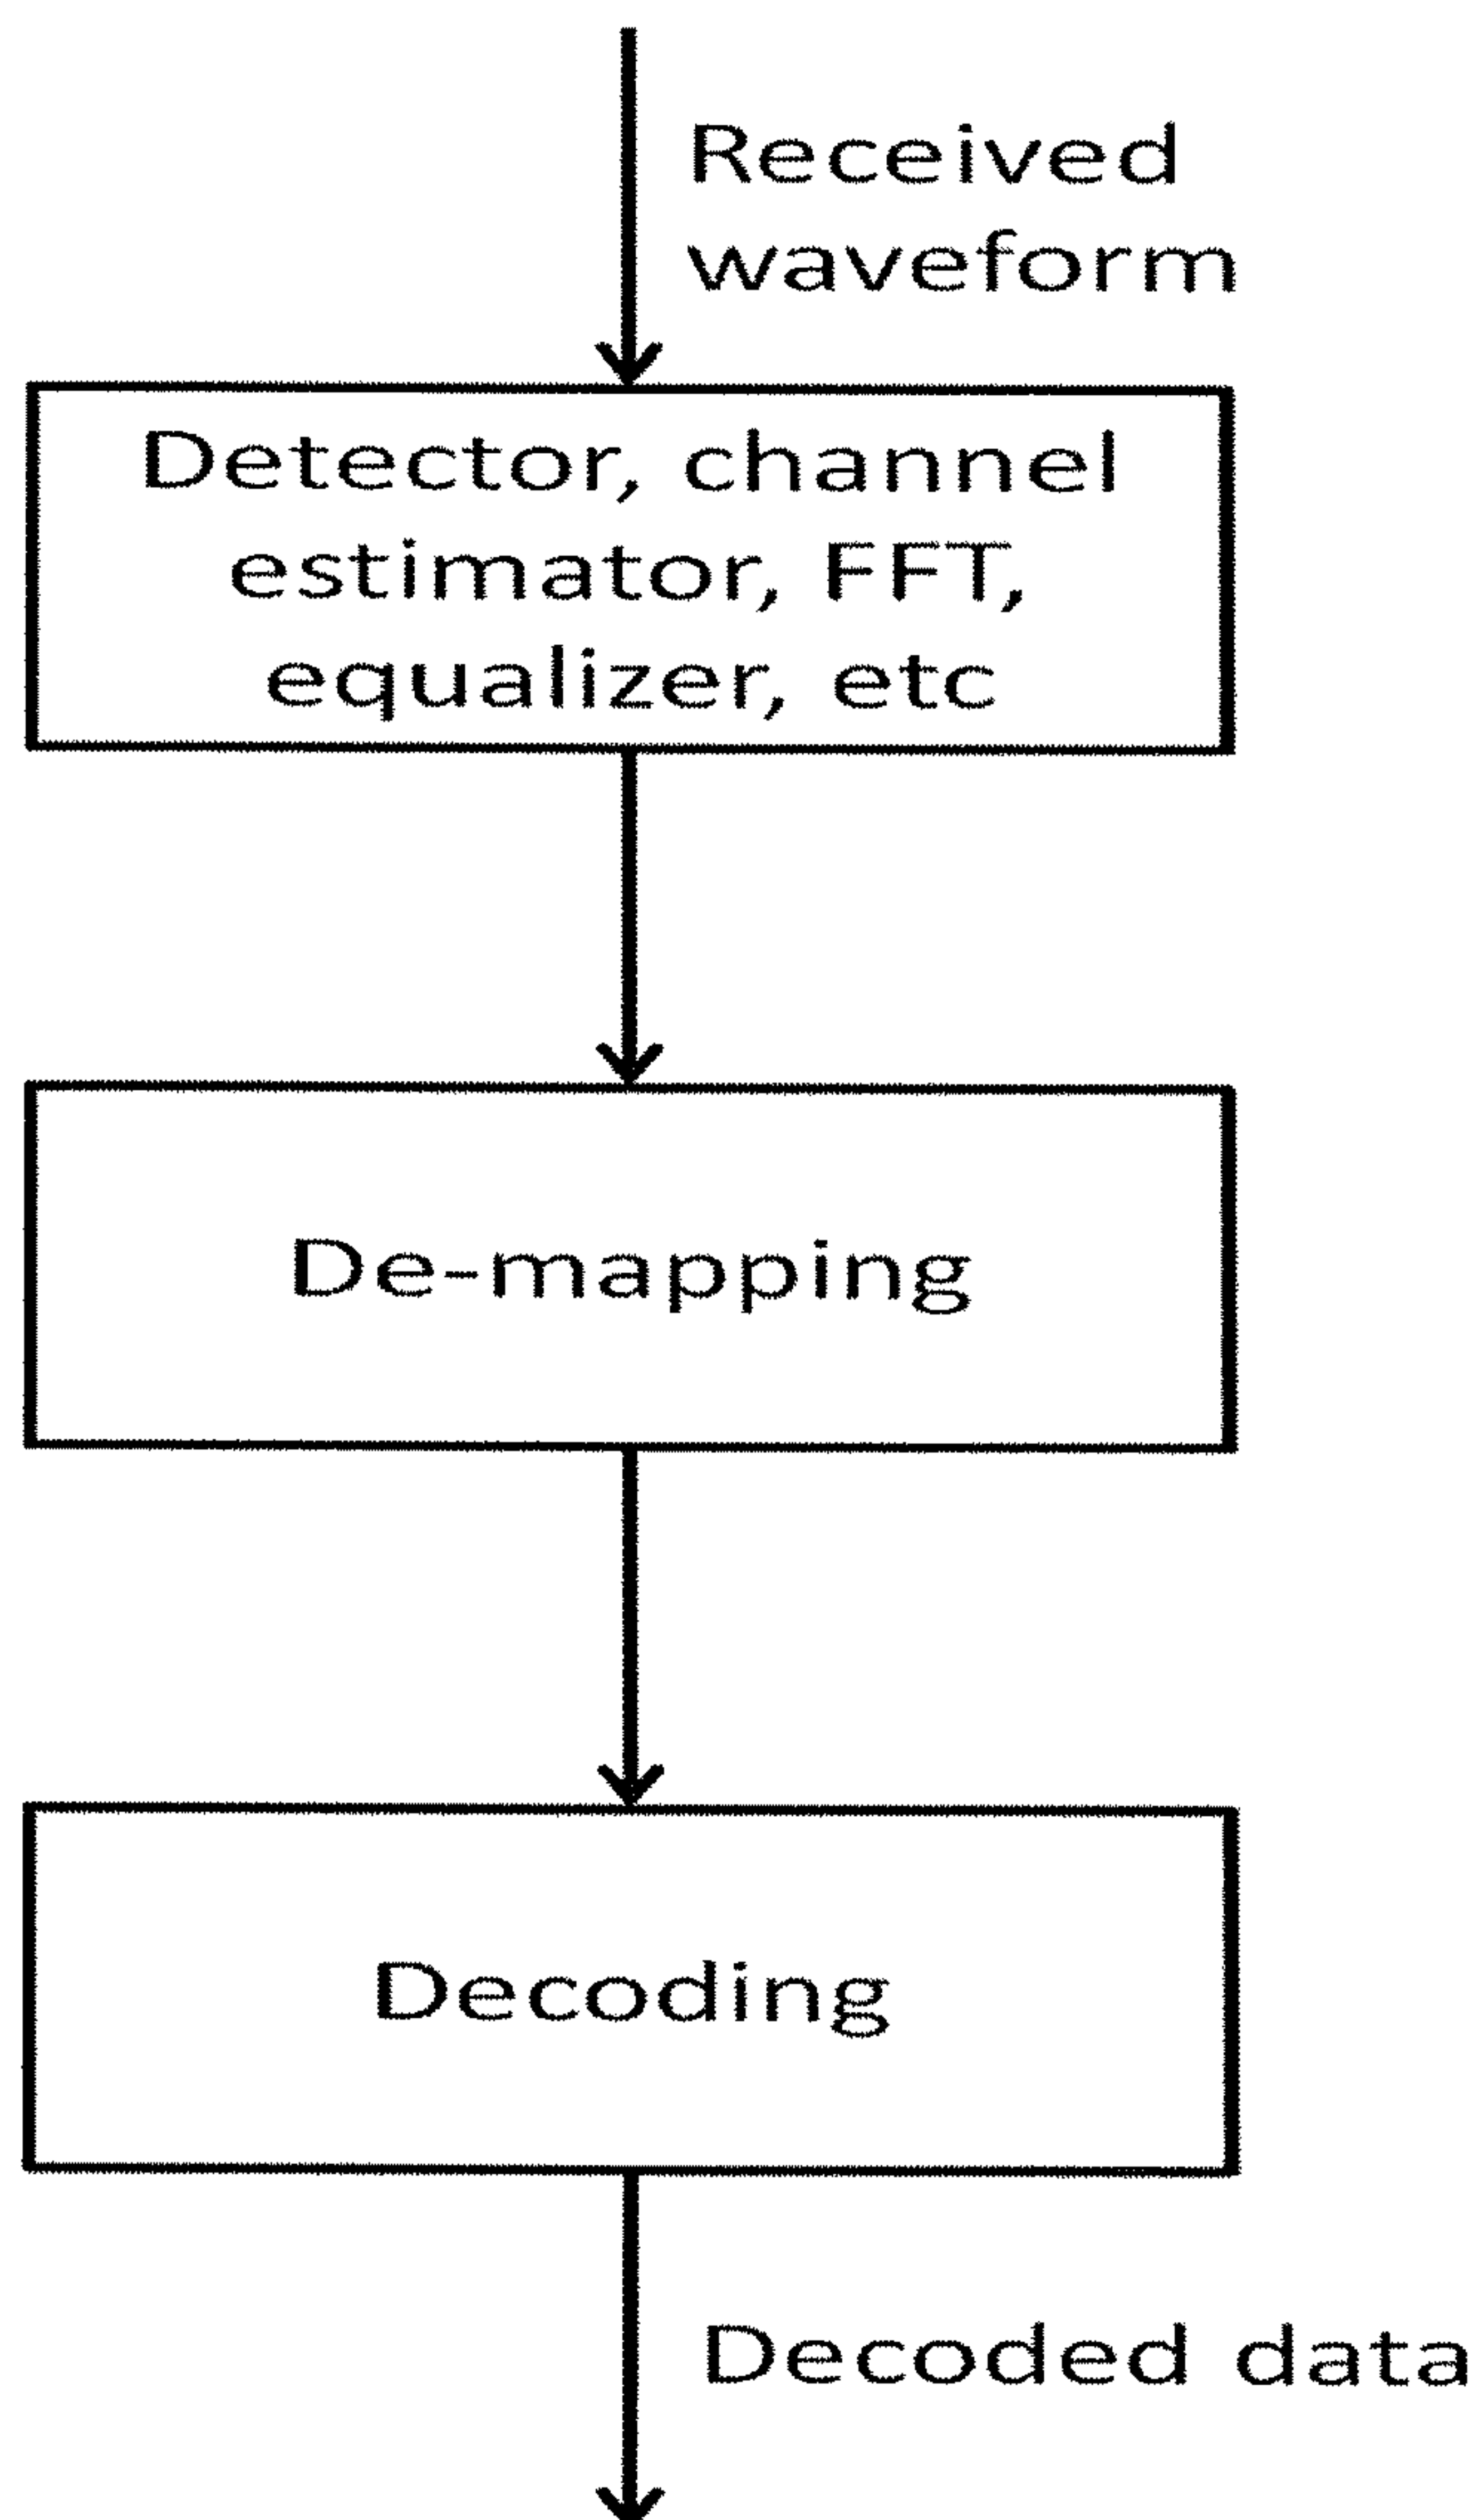 Received
waveform
Detector, channel
estimator, FFT,
equalizer, etc
De-mapping
Decoding
Decoded data